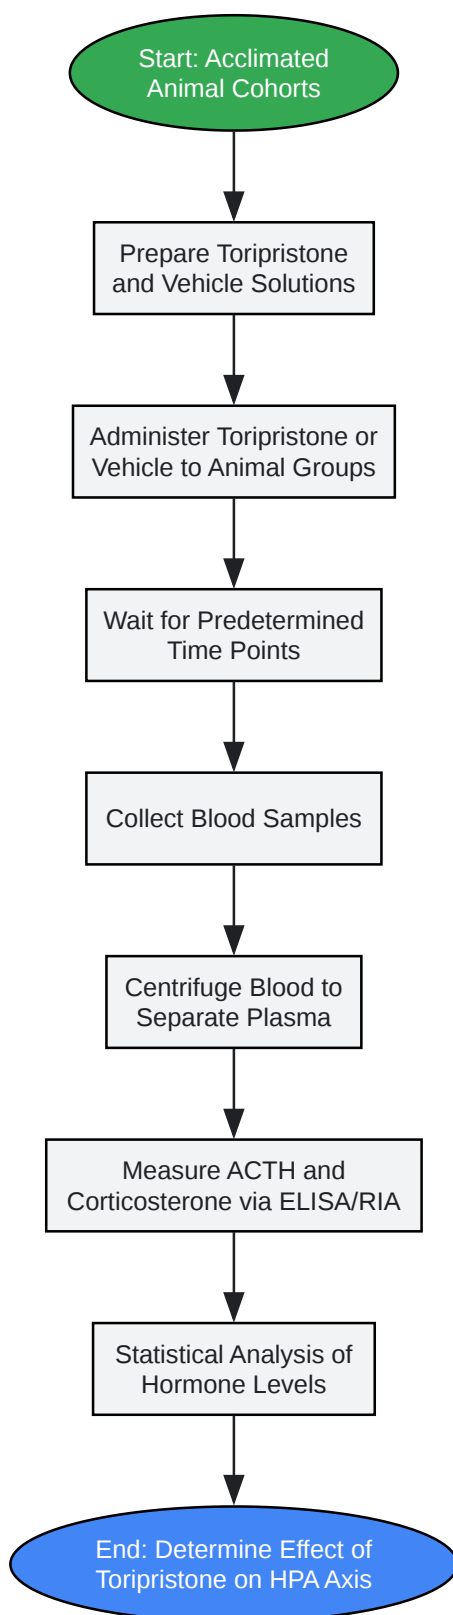 Start: Acclimated
Animal Cohorts
Prepare Toripristone
and Vehicle Solutions
Administer Toripristone or
Vehicle to Animal Groups
Wait for Predetermined
Time Points
Collect Blood Samples
Centrifuge Blood to
Separate Plasma
Measure ACTH and
Corticosterone via ELISA/RIA
Statistical Analysis of
Hormone Levels
End: Determine Effect of
Toripristone on HPA Axis